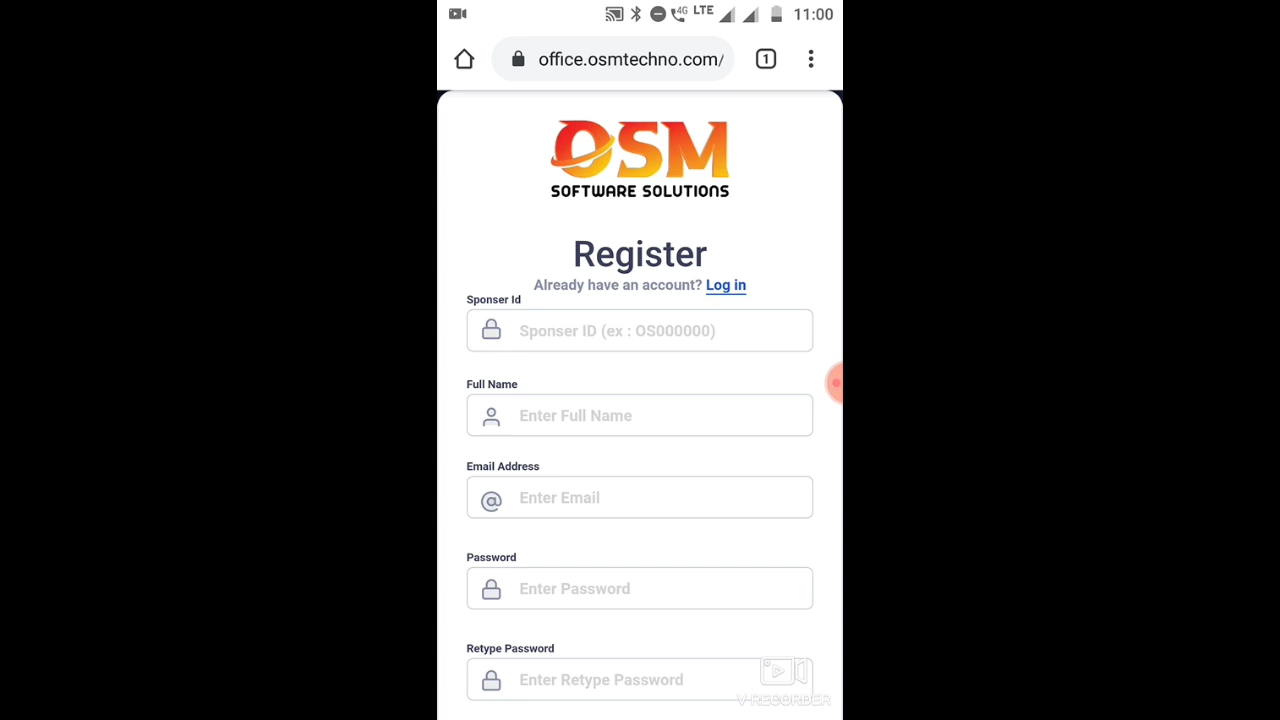 4G LTE 11:00
office.osmtechno.com/ 1
OSM
SOFTWARE SOLUTIONS
Register
Already have an account? Log in
Sponser Id
Sponser ID (ex : OS000000)
Full Name
Enter Full Name
Email Address
@ Enter Email
Password
Enter Password
Retype Password
Enter Retype Password
V-RECORDER